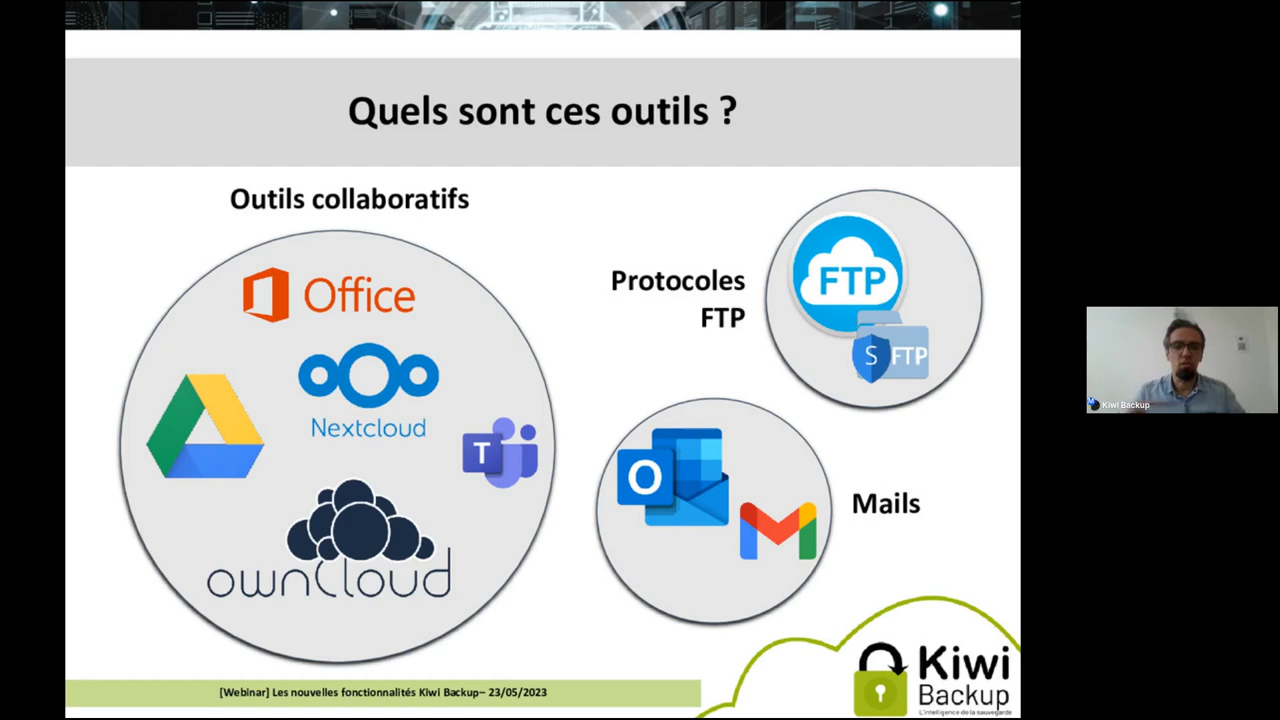 Quels sont ces outils ?
Outils collaboratifs
Office
Nextcloud
T
ownCloud
Protocoles
FTP
FTP
S FTP
O
Mails
Kiwi Backup
Kiwi
Backup
L'intelligence de la sauvegarde
[Webinar] Les nouvelles fonctionnalités Kiwi Backup– 23/05/2023